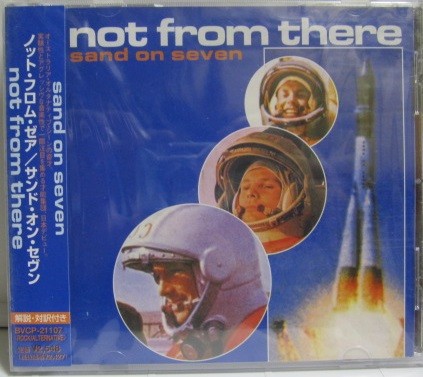 not from there
sand on seven
sand on seven
not from there
ノット・フロム・ゼア/サンド・オン・セヴン
解説・対訳付き
BVCP-21107